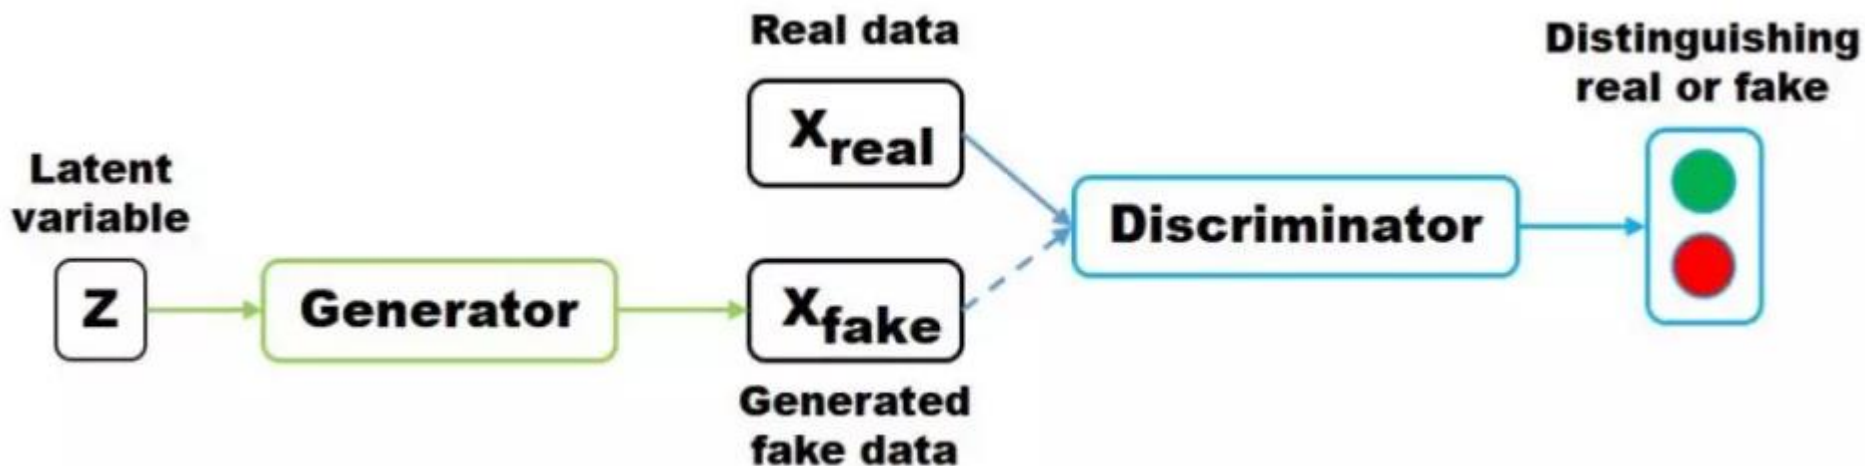 Latent
variable
Z
Generator
Real data
Xreal
Xfake
Generated
fake data
Discriminator
Distinguishing
real or fake